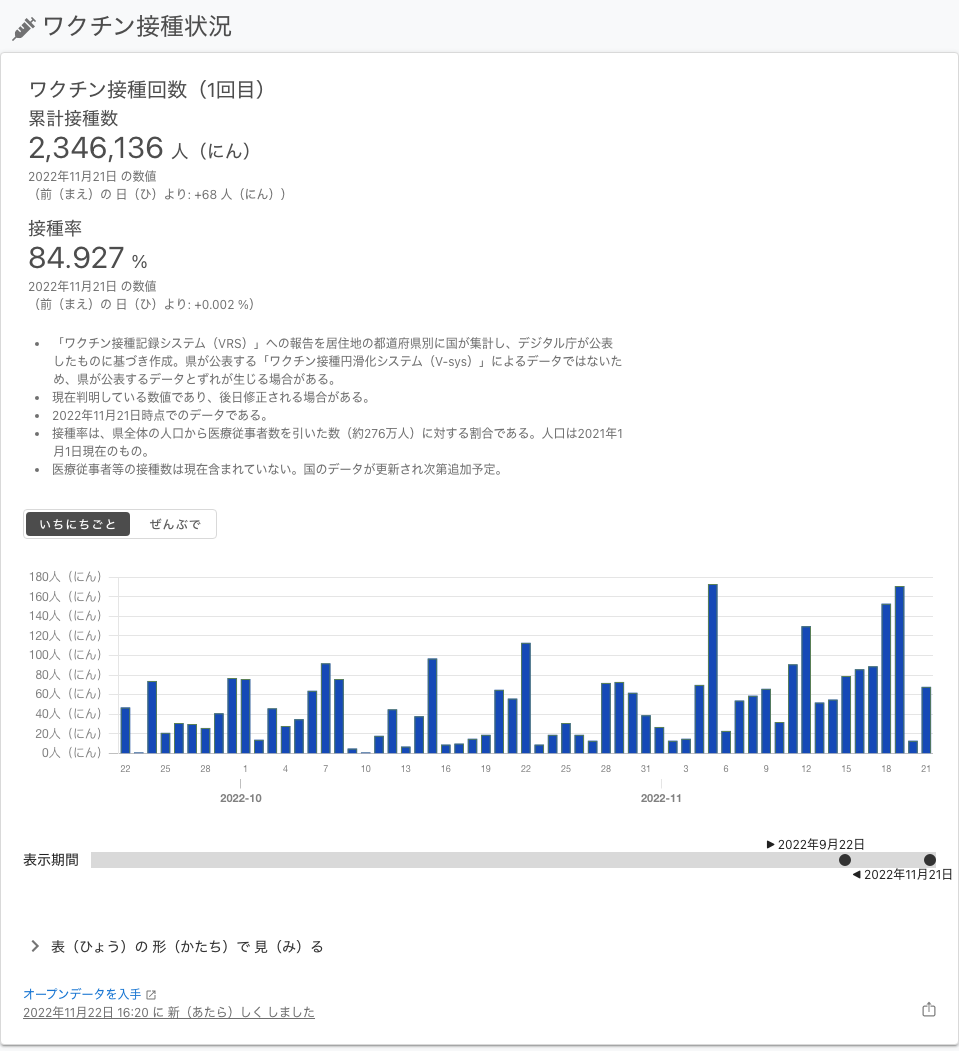 ワクチン接種状況
ワクチン接種回数（1回目）
累計接種数
2,346,136 人（にん）
2022年11月21日 の数値
（前（まえ）の 日（ひ）より: +68 人（にん））
接種率
84.927 %
2022年11月21日 の数値
（前（まえ）の 日（ひ）より: +0.002 %）
• 「ワクチン接種記録システム（VRS）」への報告を居住地の都道府県別に国が集計し、デジタル庁が公表
したものに基づき作成。県が公表する「ワクチン接種円滑化システム（V-sys）」によるデータではないた
め、県が公表するデータとずれが生じる場合がある。
• 現在判明している数値であり、後日修正される場合がある。
• 2022年11月21日時点でのデータである。
• 接種率は、県全体の人口から医療従事者数を引いた数（約276万人）に対する割合である。人口は2021年1
月1日現在のもの。
• 医療従事者等の接種数は現在含まれていない。国のデータが更新され次第追加予定。
いちにちごと ぜんぶで
180人（にん）
160人（にん）
140人（にん）
120人（にん）
100人（にん）
80人（にん）
60人（にん）
40人（にん）
20人（にん）
0人（にん）
22 25 28 1 4 7 10 13 16 19 22 25 28 31 3 6 9 12 15 18 21
2022-10 2022-11
▶ 2022年9月22日
表示期間
◀ 2022年11月21日
表（ひょう）の 形（かたち）で 見（み）る
オープンデータを入手
2022年11月22日 16:20 に 新（あたら）しく しました